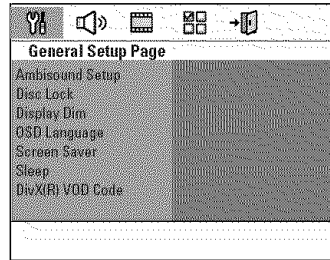 General Setup Page
Ambisound Setup
Disc Lock
Display Dim
OSD Language
Screen Saver
Sleep
DivX(R) VOD Code